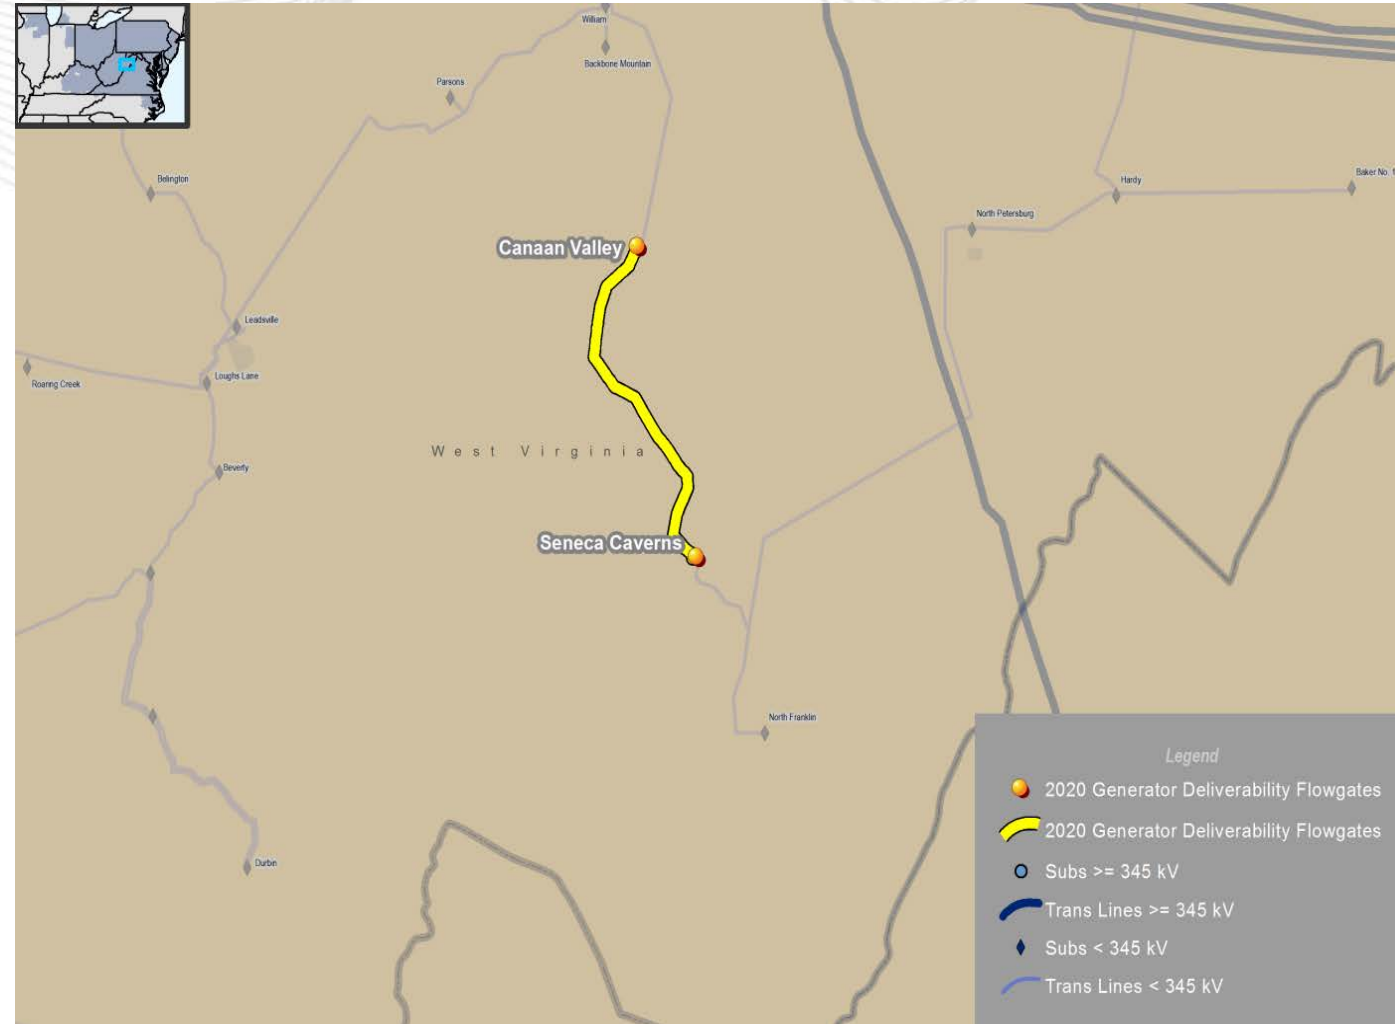 William
Backbone Mountain
Parsons
Belington
Hardy
Baker No. 1
North Petersburg
Canaan Valley
Leadsville
Loughs Lane
Roaring Creek
West Virginia
Beverly
Seneca Caverns
North Franklin
Durbin
Legend
2020 Generator Deliverability Flowgates
2020 Generator Deliverability Flowgates
Subs >= 345 kV
Trans Lines >= 345 kV
Subs < 345 kV
Trans Lines < 345 kV